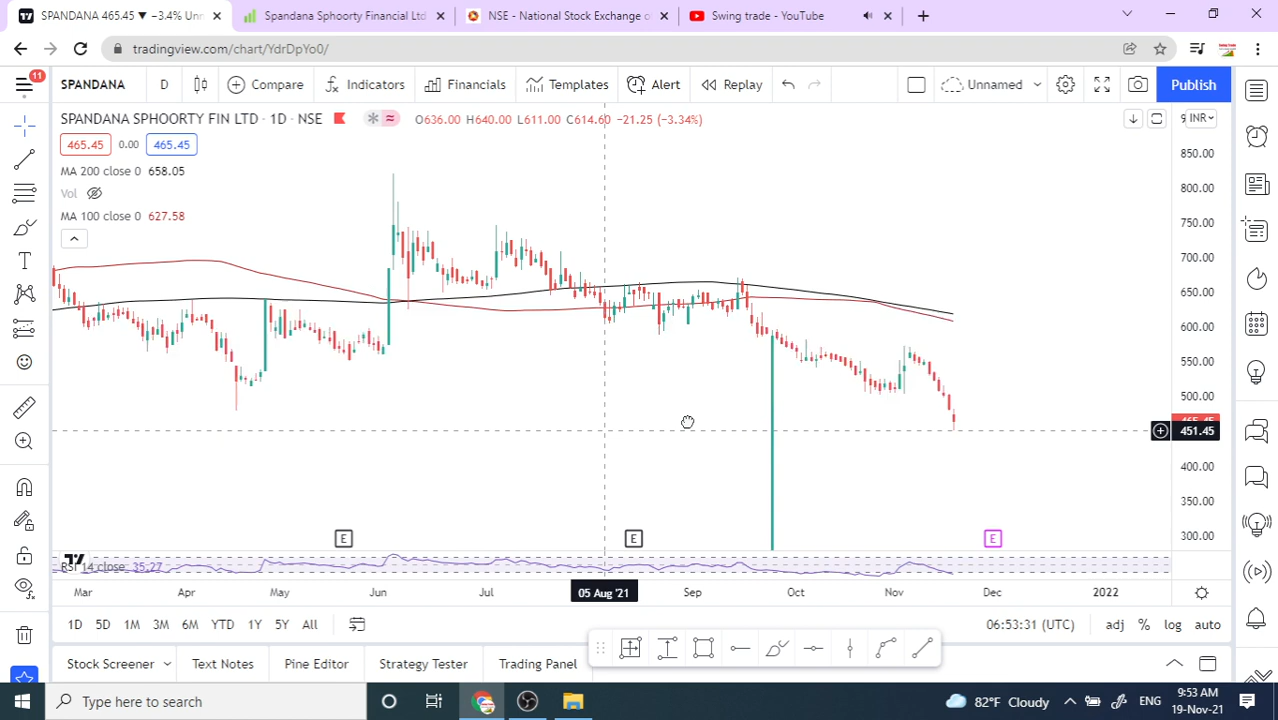 SPANDANA 465.45 ▼ −3.4% Unn
Spandana Sphoorty Financial Ltd
NSE - National Stock Exchange of
Swing trade - YouTube
tradingview.com/chart/YdrDpYo0/
11
SPANDANA
D
Compare
Indicators
Financials
Templates
Alert
Replay
Unnamed
Publish
SPANDANA SPHOORTY FIN LTD · 1D · NSE
O636.00 H640.00 L611.00 C614.60 −21.25 (−3.34%)
INR
465.45 0.00 465.45
MA 200 close 0 658.05
Vol
MA 100 close 0 627.58
850.00
800.00
750.00
700.00
650.00
600.00
550.00
500.00
465.45
451.45
400.00
350.00
300.00
E
E
E
RSI 14 close 35.27
Mar Apr May Jun Jul 05 Aug '21 Sep Oct Nov Dec 2022
1D 5D 1M 3M 6M YTD 1Y 5Y All
06:53:31 (UTC) adj % log auto
Stock Screener Text Notes Pine Editor Strategy Tester Trading Panel
Type here to search
82°F Cloudy
ENG
9:53 AM
19-Nov-21